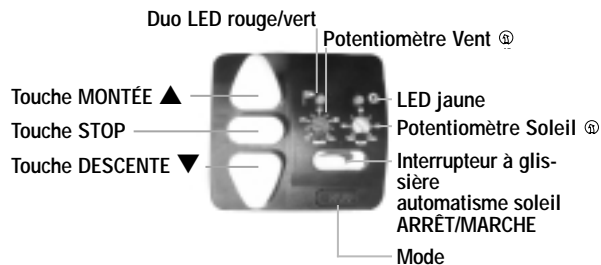 Duo LED rouge/vert
Potentiomètre Vent
Touche MONTÉE ▲
LED jaune
Touche STOP
Potentiomètre Soleil
Touche DESCENTE ▼
Interrupteur à glis-
sière
automatisme soleil
ARRÊT/MARCHE
Mode